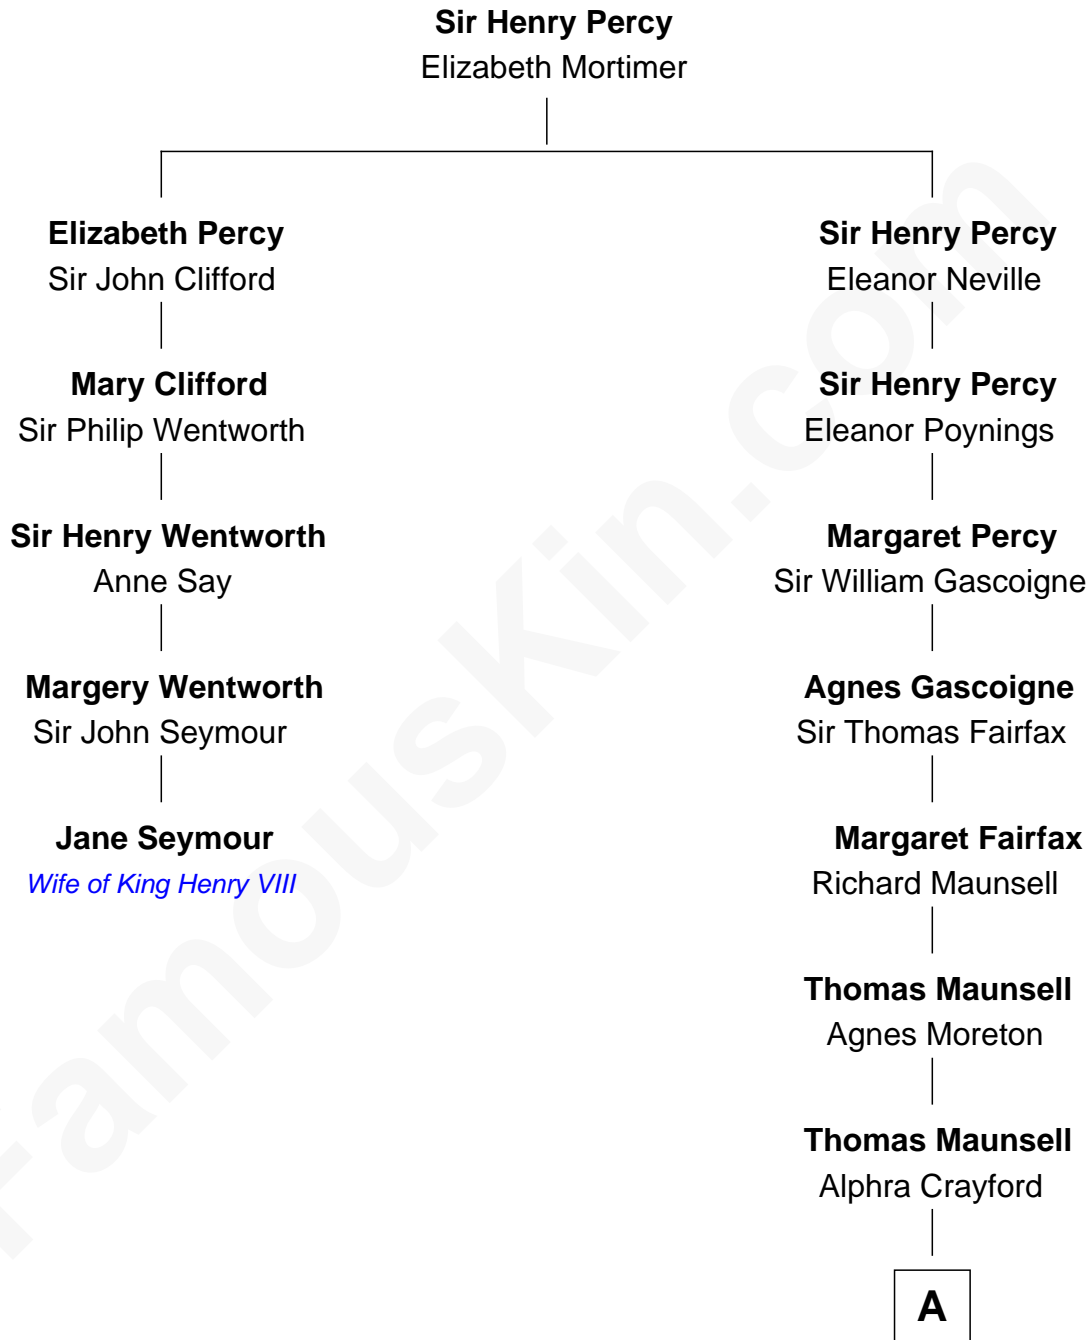 Sir Henry Percy
Elizabeth Mortimer
Elizabeth Percy
Sir John Clifford
Mary Clifford
Sir Philip Wentworth
Sir Henry Wentworth
Anne Say
Margery Wentworth
Sir John Seymour
Jane Seymour
Wife of King Henry VIII
Sir Henry Percy
Eleanor Neville
Sir Henry Percy
Eleanor Poynings
Margaret Percy
Sir William Gascoigne
Agnes Gascoigne
Sir Thomas Fairfax
Margaret Fairfax
Richard Maunsell
Thomas Maunsell
Agnes Moreton
Thomas Maunsell
Alphra Crayford
A
FamousKin.com